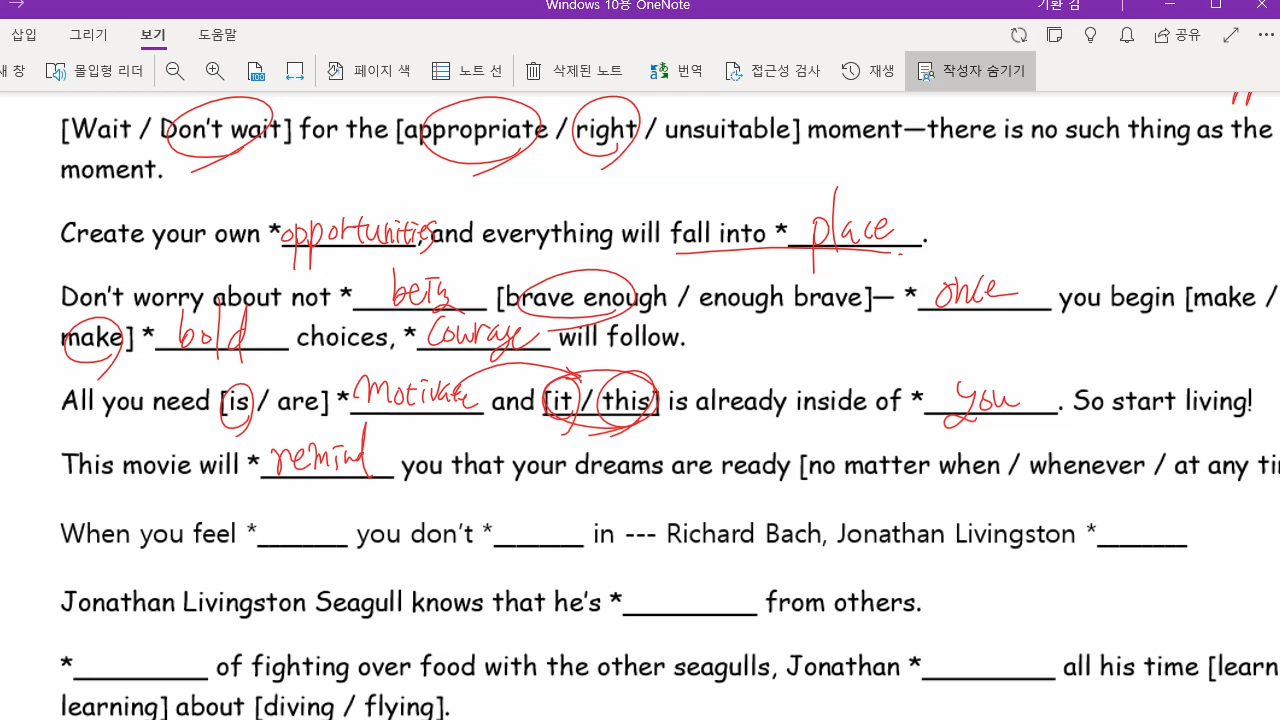 Windows 10용 OneNote 기환 김
삽입 그리기 보기 도움말 공유
새 창 몰입형 리더 페이지 색 노트 선 삭제된 노트 번역 접근성 검사 재생 작성자 숨기기
[Wait / Don't wait] for the [appropriate / right / unsuitable] moment—there is no such thing as the
moment.
Create your own *opportunities, and everything will fall into *place.
Don't worry about not *being [brave enough / enough brave]— *once you begin [make /
make] *bold choices, *courage will follow.
All you need [is / are] *Motivate and [it / this] is already inside of *you. So start living!
This movie will *remind you that your dreams are ready [no matter when / whenever / at any
When you feel *________ you don't *________ in --- Richard Bach, Jonathan Livingston *________
Jonathan Livingston Seagull knows that he's *_________ from others.
*_________ of fighting over food with the other seagulls, Jonathan *_________ all his time [learn
learning] about [diving / flying].